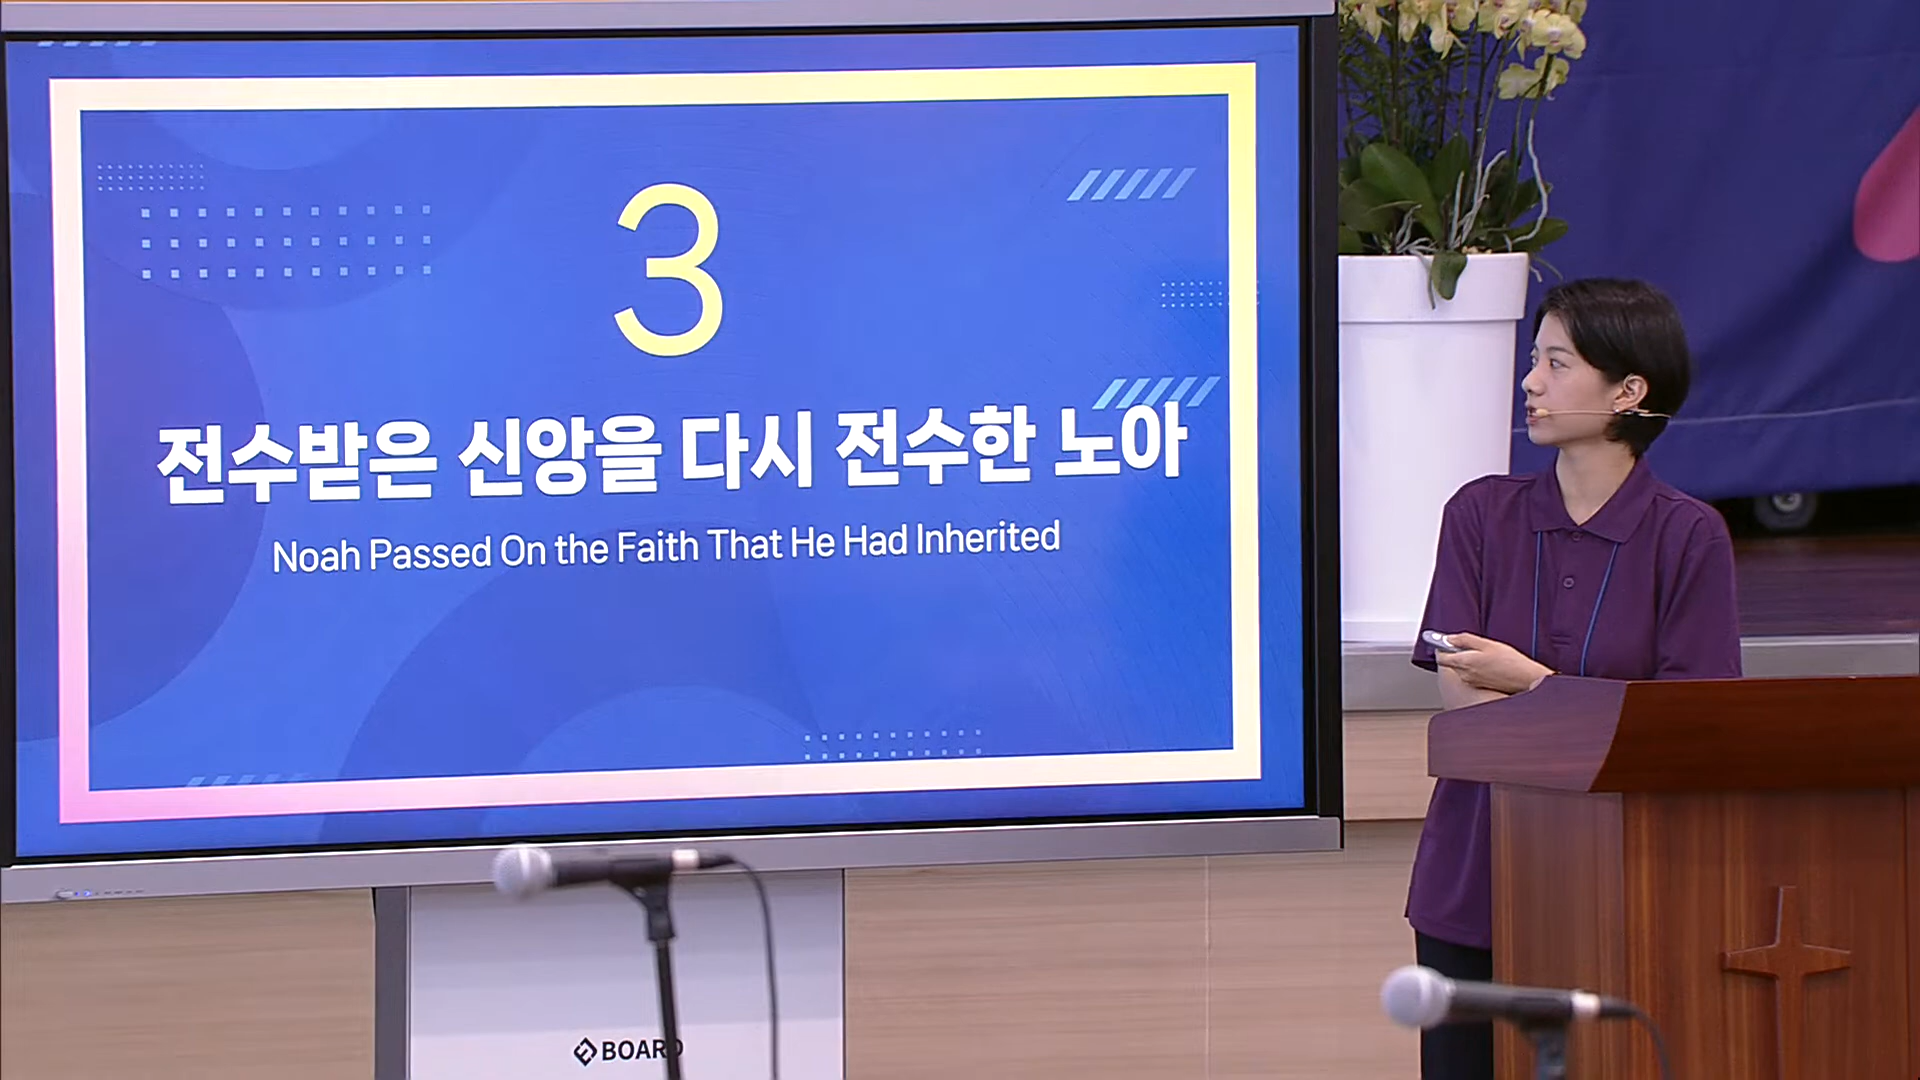 3
전수받은 신앙을 다시 전수한 노아
Noah Passed On the Faith That He Had Inherited
BOARD